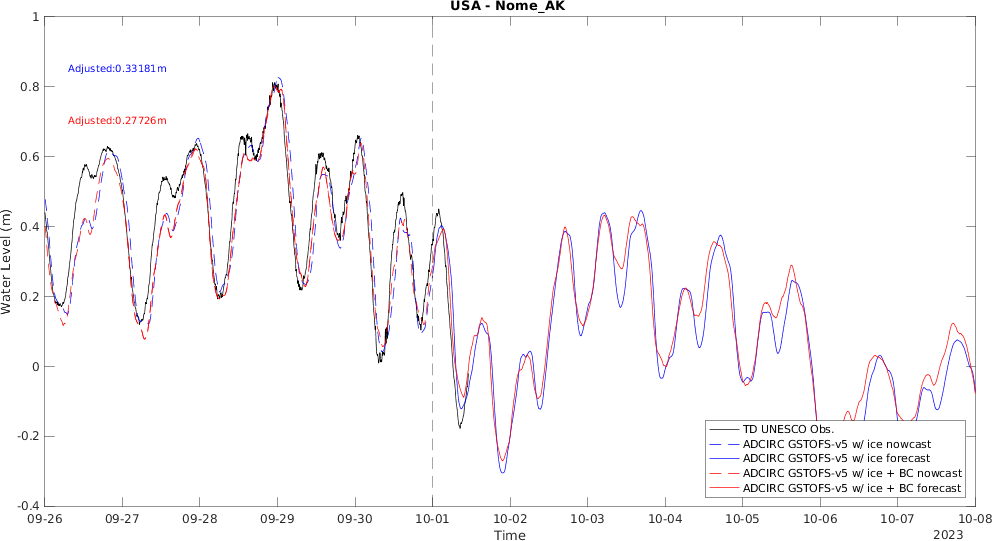 USA - Nome_AK
1
0.8
0.6
0.4
0.2
0
-0.2
-0.4
Water Level (m)
Adjusted:0.33181m
Adjusted:0.27726m
TD UNESCO Obs.
ADCIRC GSTOFS-v5 w/ ice nowcast
ADCIRC GSTOFS-v5 w/ ice forecast
ADCIRC GSTOFS-v5 w/ ice + BC nowcast
ADCIRC GSTOFS-v5 w/ ice + BC forecast
09-26 09-27 09-28 09-29 09-30 10-01 10-02 10-03 10-04 10-05 10-06 10-07 10-08
Time
2023